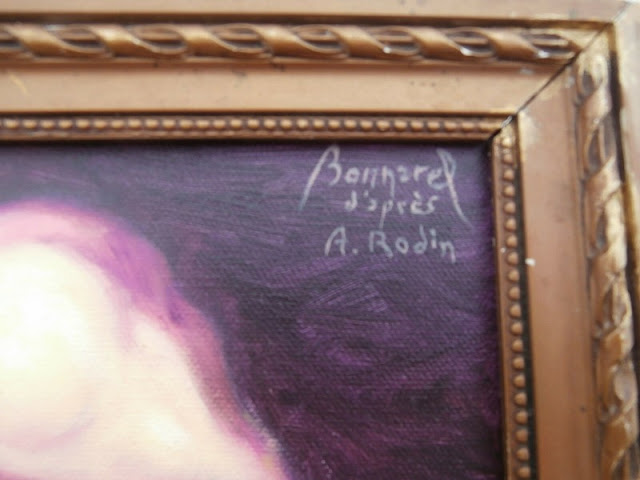 Bonnarel
d'après
A. Rodin